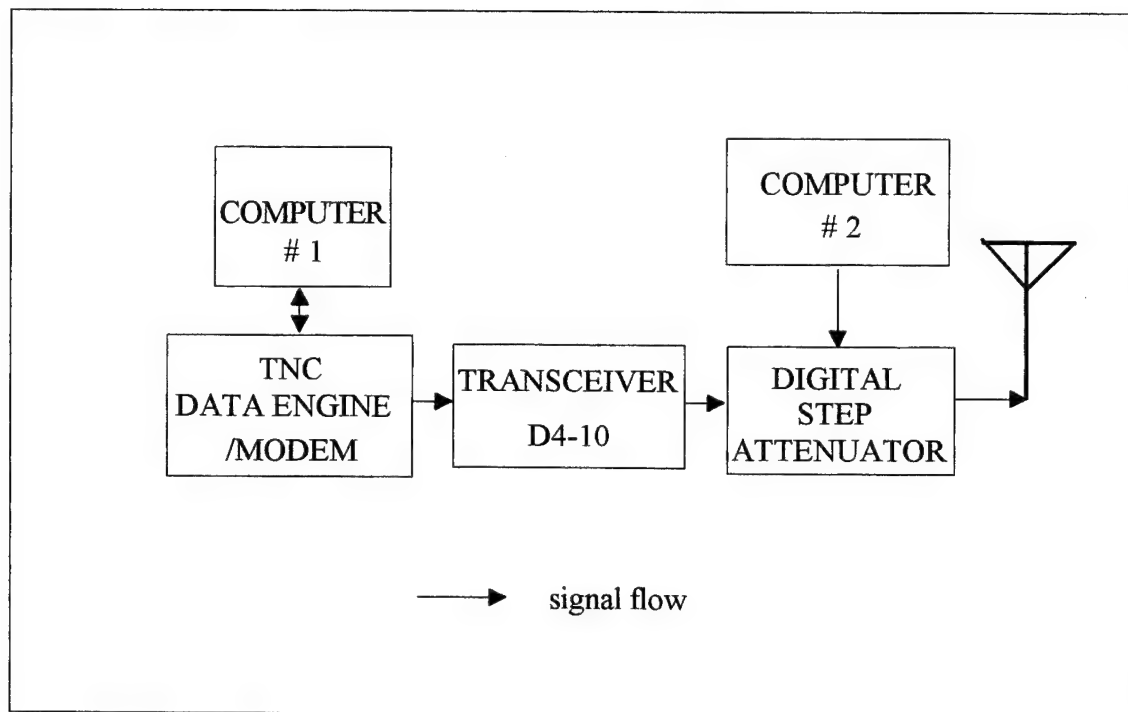 COMPUTER
# 1
COMPUTER
# 2
TNC
DATA ENGINE
/MODEM
TRANSCEIVER
D4-10
DIGITAL
STEP
ATTENUATOR
signal flow